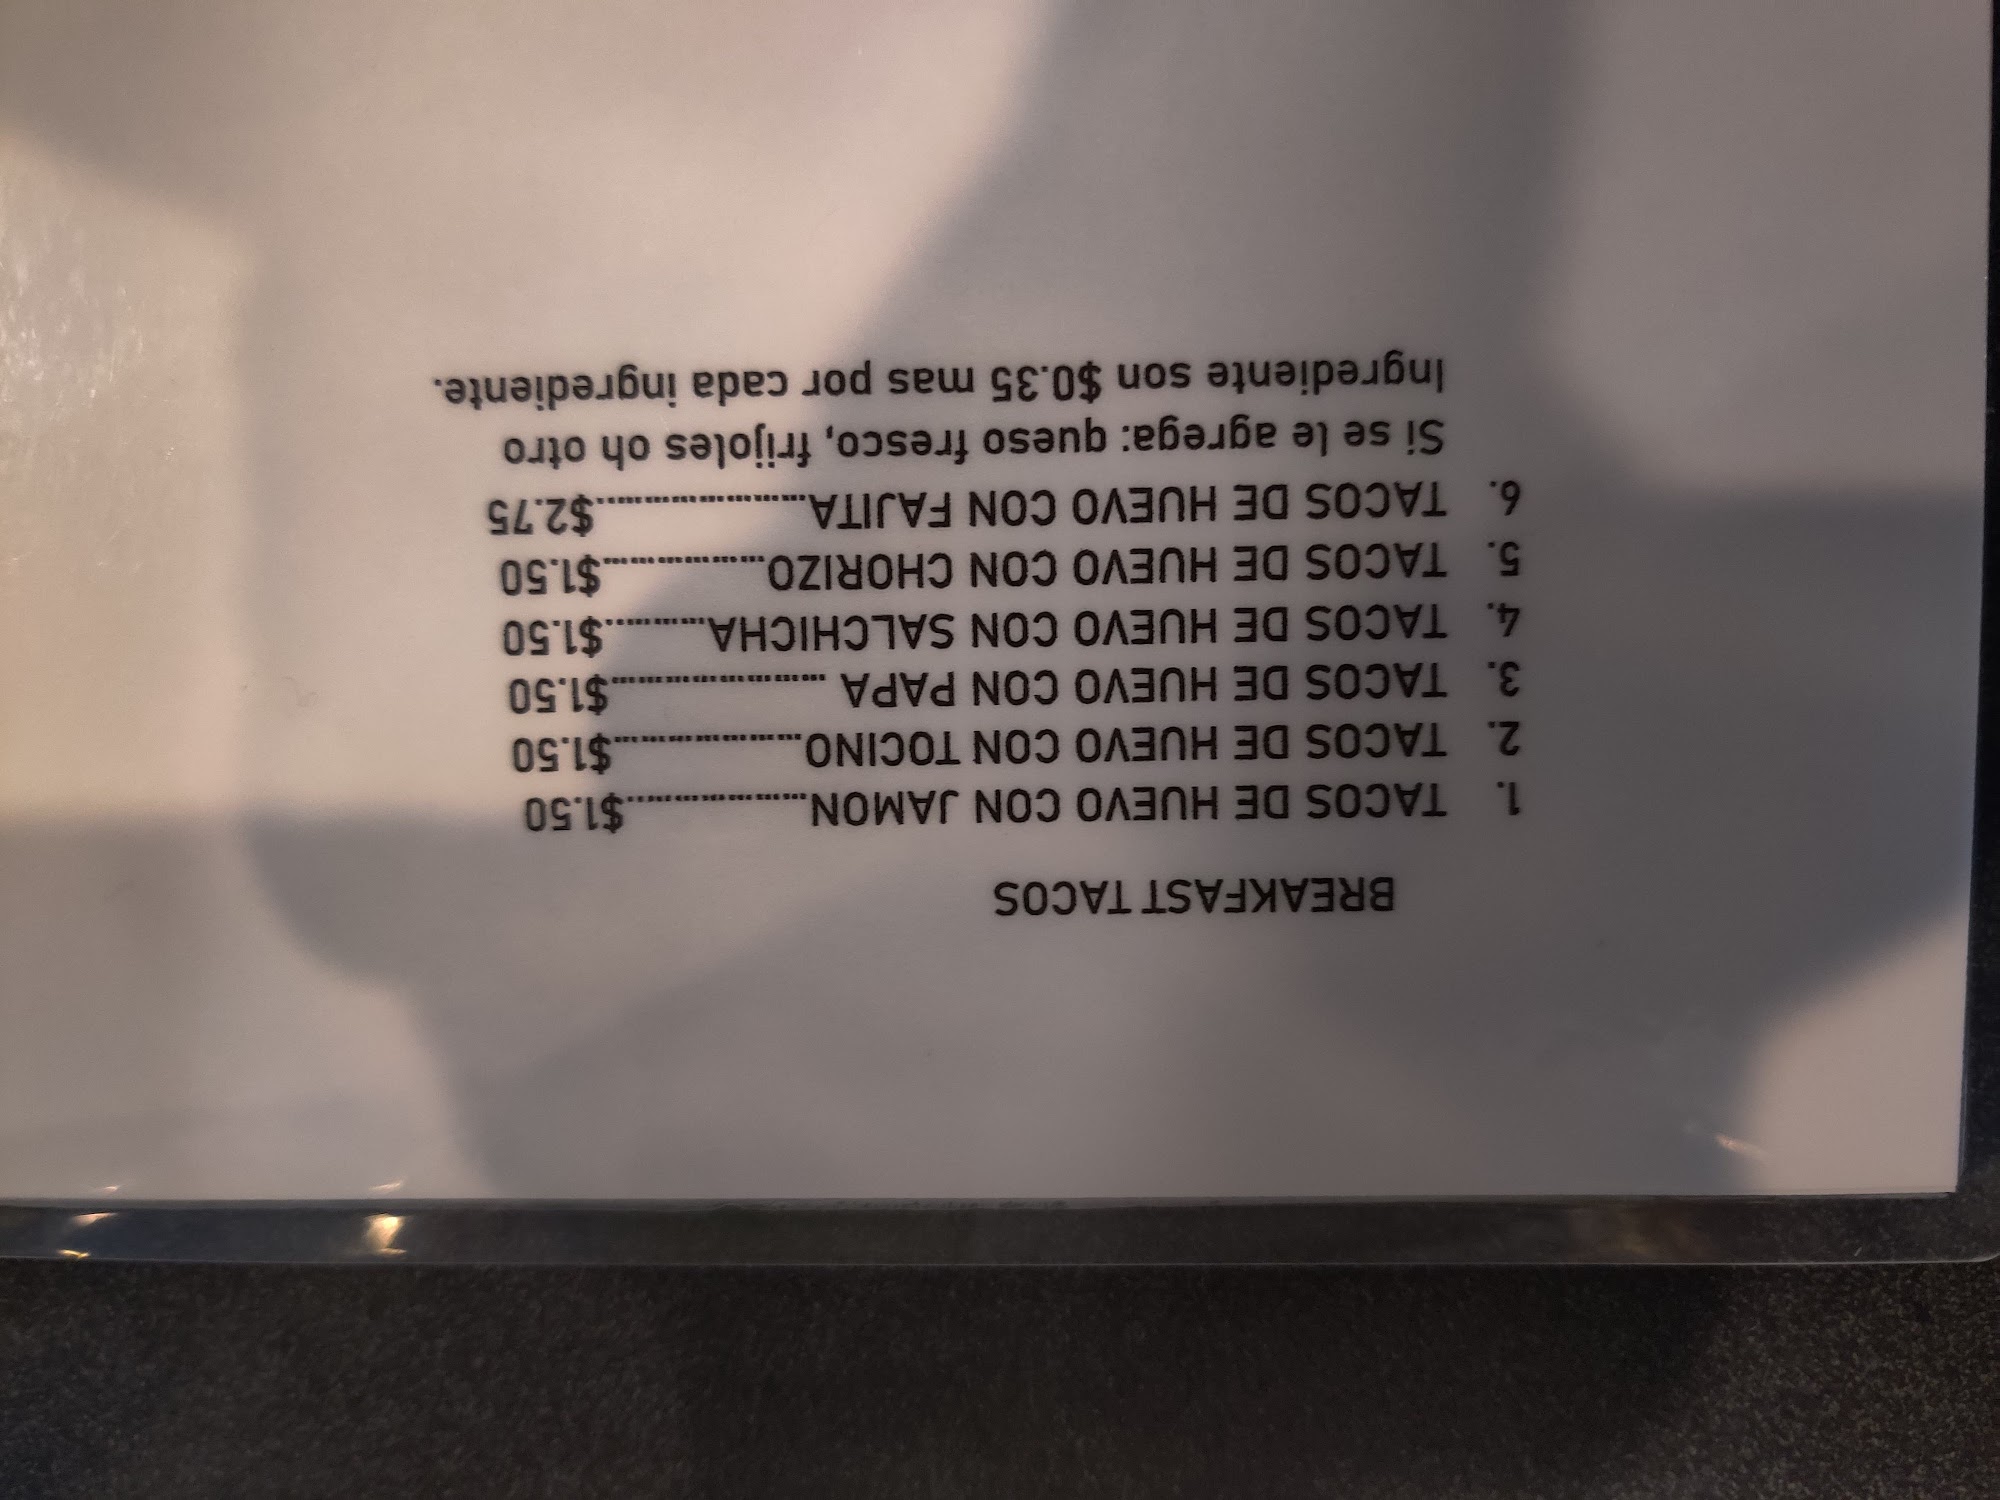 BREAKFAST TACOS
1. TACOS DE HUEVO CON JAMON......................$1.50
2. TACOS DE HUEVO CON TOCINO......................$1.50
3. TACOS DE HUEVO CON PAPA .........................$1.50
4. TACOS DE HUEVO CON SALCHICHA............$1.50
5. TACOS DE HUEVO CON CHORIZO...................$1.50
6. TACOS DE HUEVO CON FAJITA.........................$2.75
Si se le agrega: queso fresco, frijoles oh otro
Ingrediente son $0.35 mas por cada ingrediente.